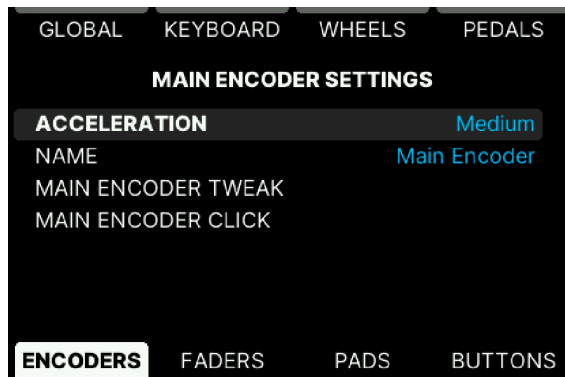 GLOBAL KEYBOARD WHEELS PEDALS
MAIN ENCODER SETTINGS
ACCELERATION Medium
NAME Main Encoder
MAIN ENCODER TWEAK
MAIN ENCODER CLICK
ENCODERS FADERS PADS BUTTONS